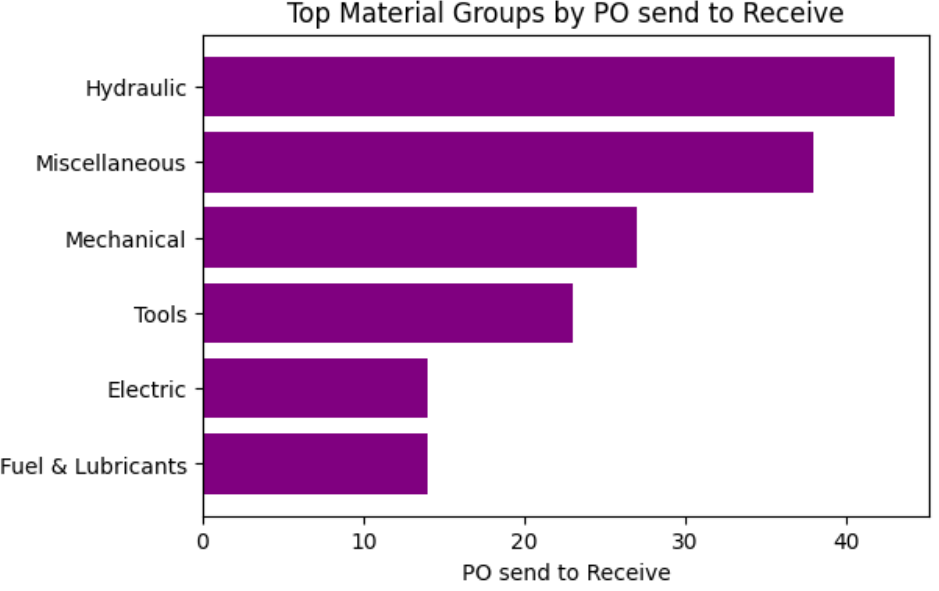 Top Material Groups by PO send to Receive
Hydraulic
Miscellaneous
Mechanical
Tools
Electric
Fuel & Lubricants
0 10 20 30 40
PO send to Receive